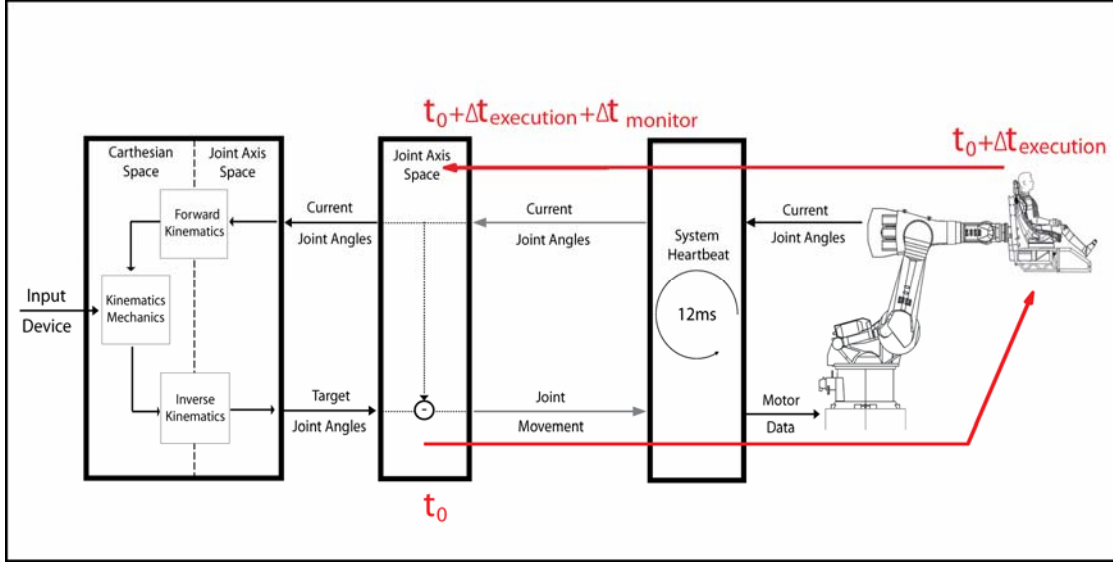 t0+Δtexecution+Δt monitor
t0+Δtexecution
Carthesian
Space
Joint Axis
Space
Joint Axis
Space
Forward
Kinematics
Current
Joint Angles
Current
Joint Angles
System
Heartbeat
12ms
Current
Joint Angles
Input
Device
Kinematics
Mechanics
Inverse
Kinematics
Target
Joint Angles
-
Joint
Movement
Motor
Data
t0